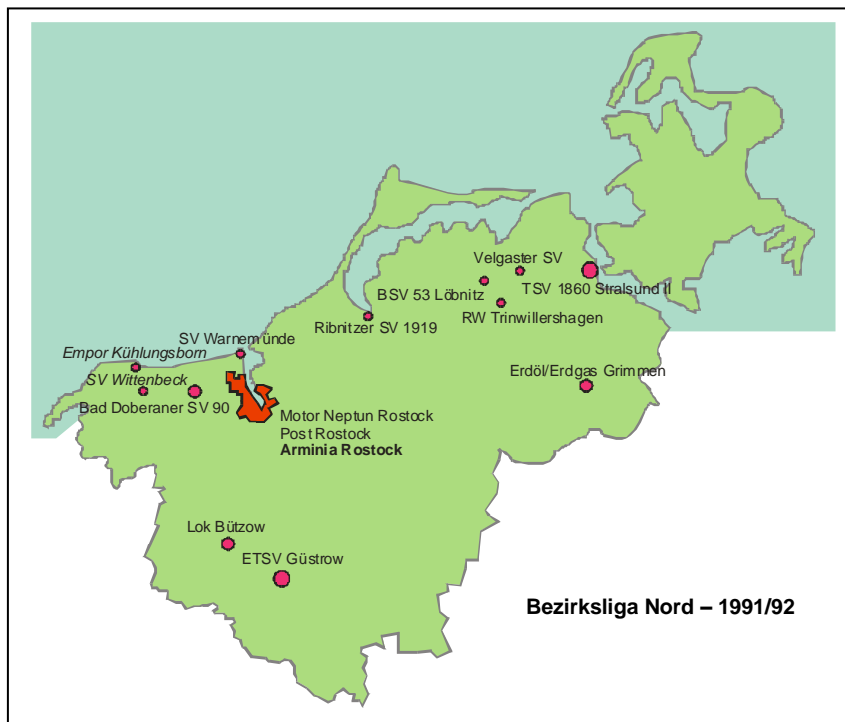 Velgaster SV
TSV 1860 Stralsund II
BSV 53 Löbnitz
RW Trinwillershagen
Ribnitzer SV 1919
SV Warnemünde
Empor Kühlungsborn
SV Wittenbeck
Bad Doberaner SV 90
Erdöl/Erdgas Grimmen
Motor Neptun Rostock
Post Rostock
Arminia Rostock
Lok Bützow
ETSV Güstrow
Bezirksliga Nord – 1991/92